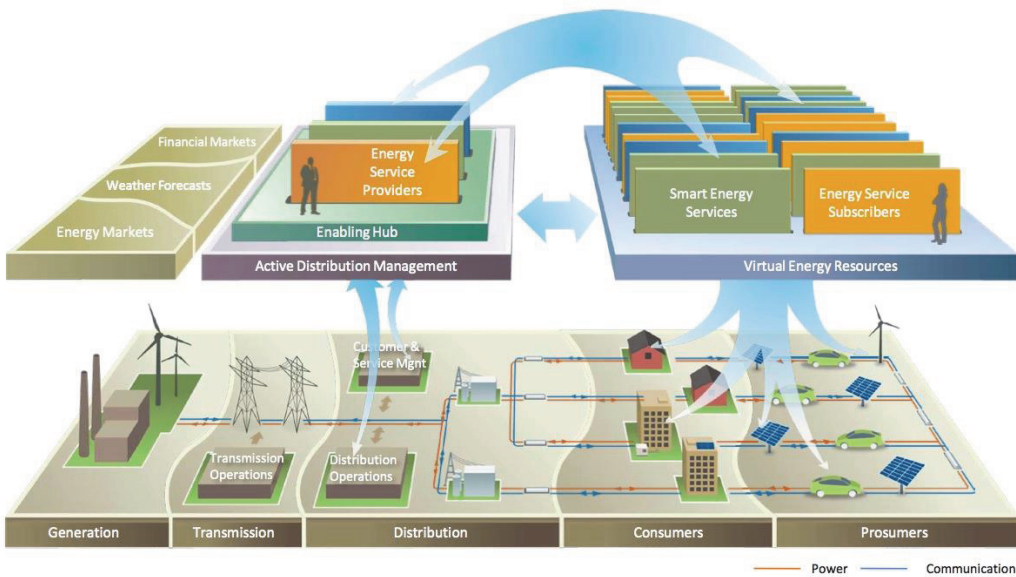 Financial Markets
Weather Forecasts
Energy Markets
Energy
Service
Providers
Enabling Hub
Active Distribution Management
Smart Energy
Services
Energy Service
Subscribers
Virtual Energy Resources
Customer &
Service Mgnt
Transmission
Operations
Distribution
Operations
Generation
Transmission
Distribution
Consumers
Prosumers
Power
Communication